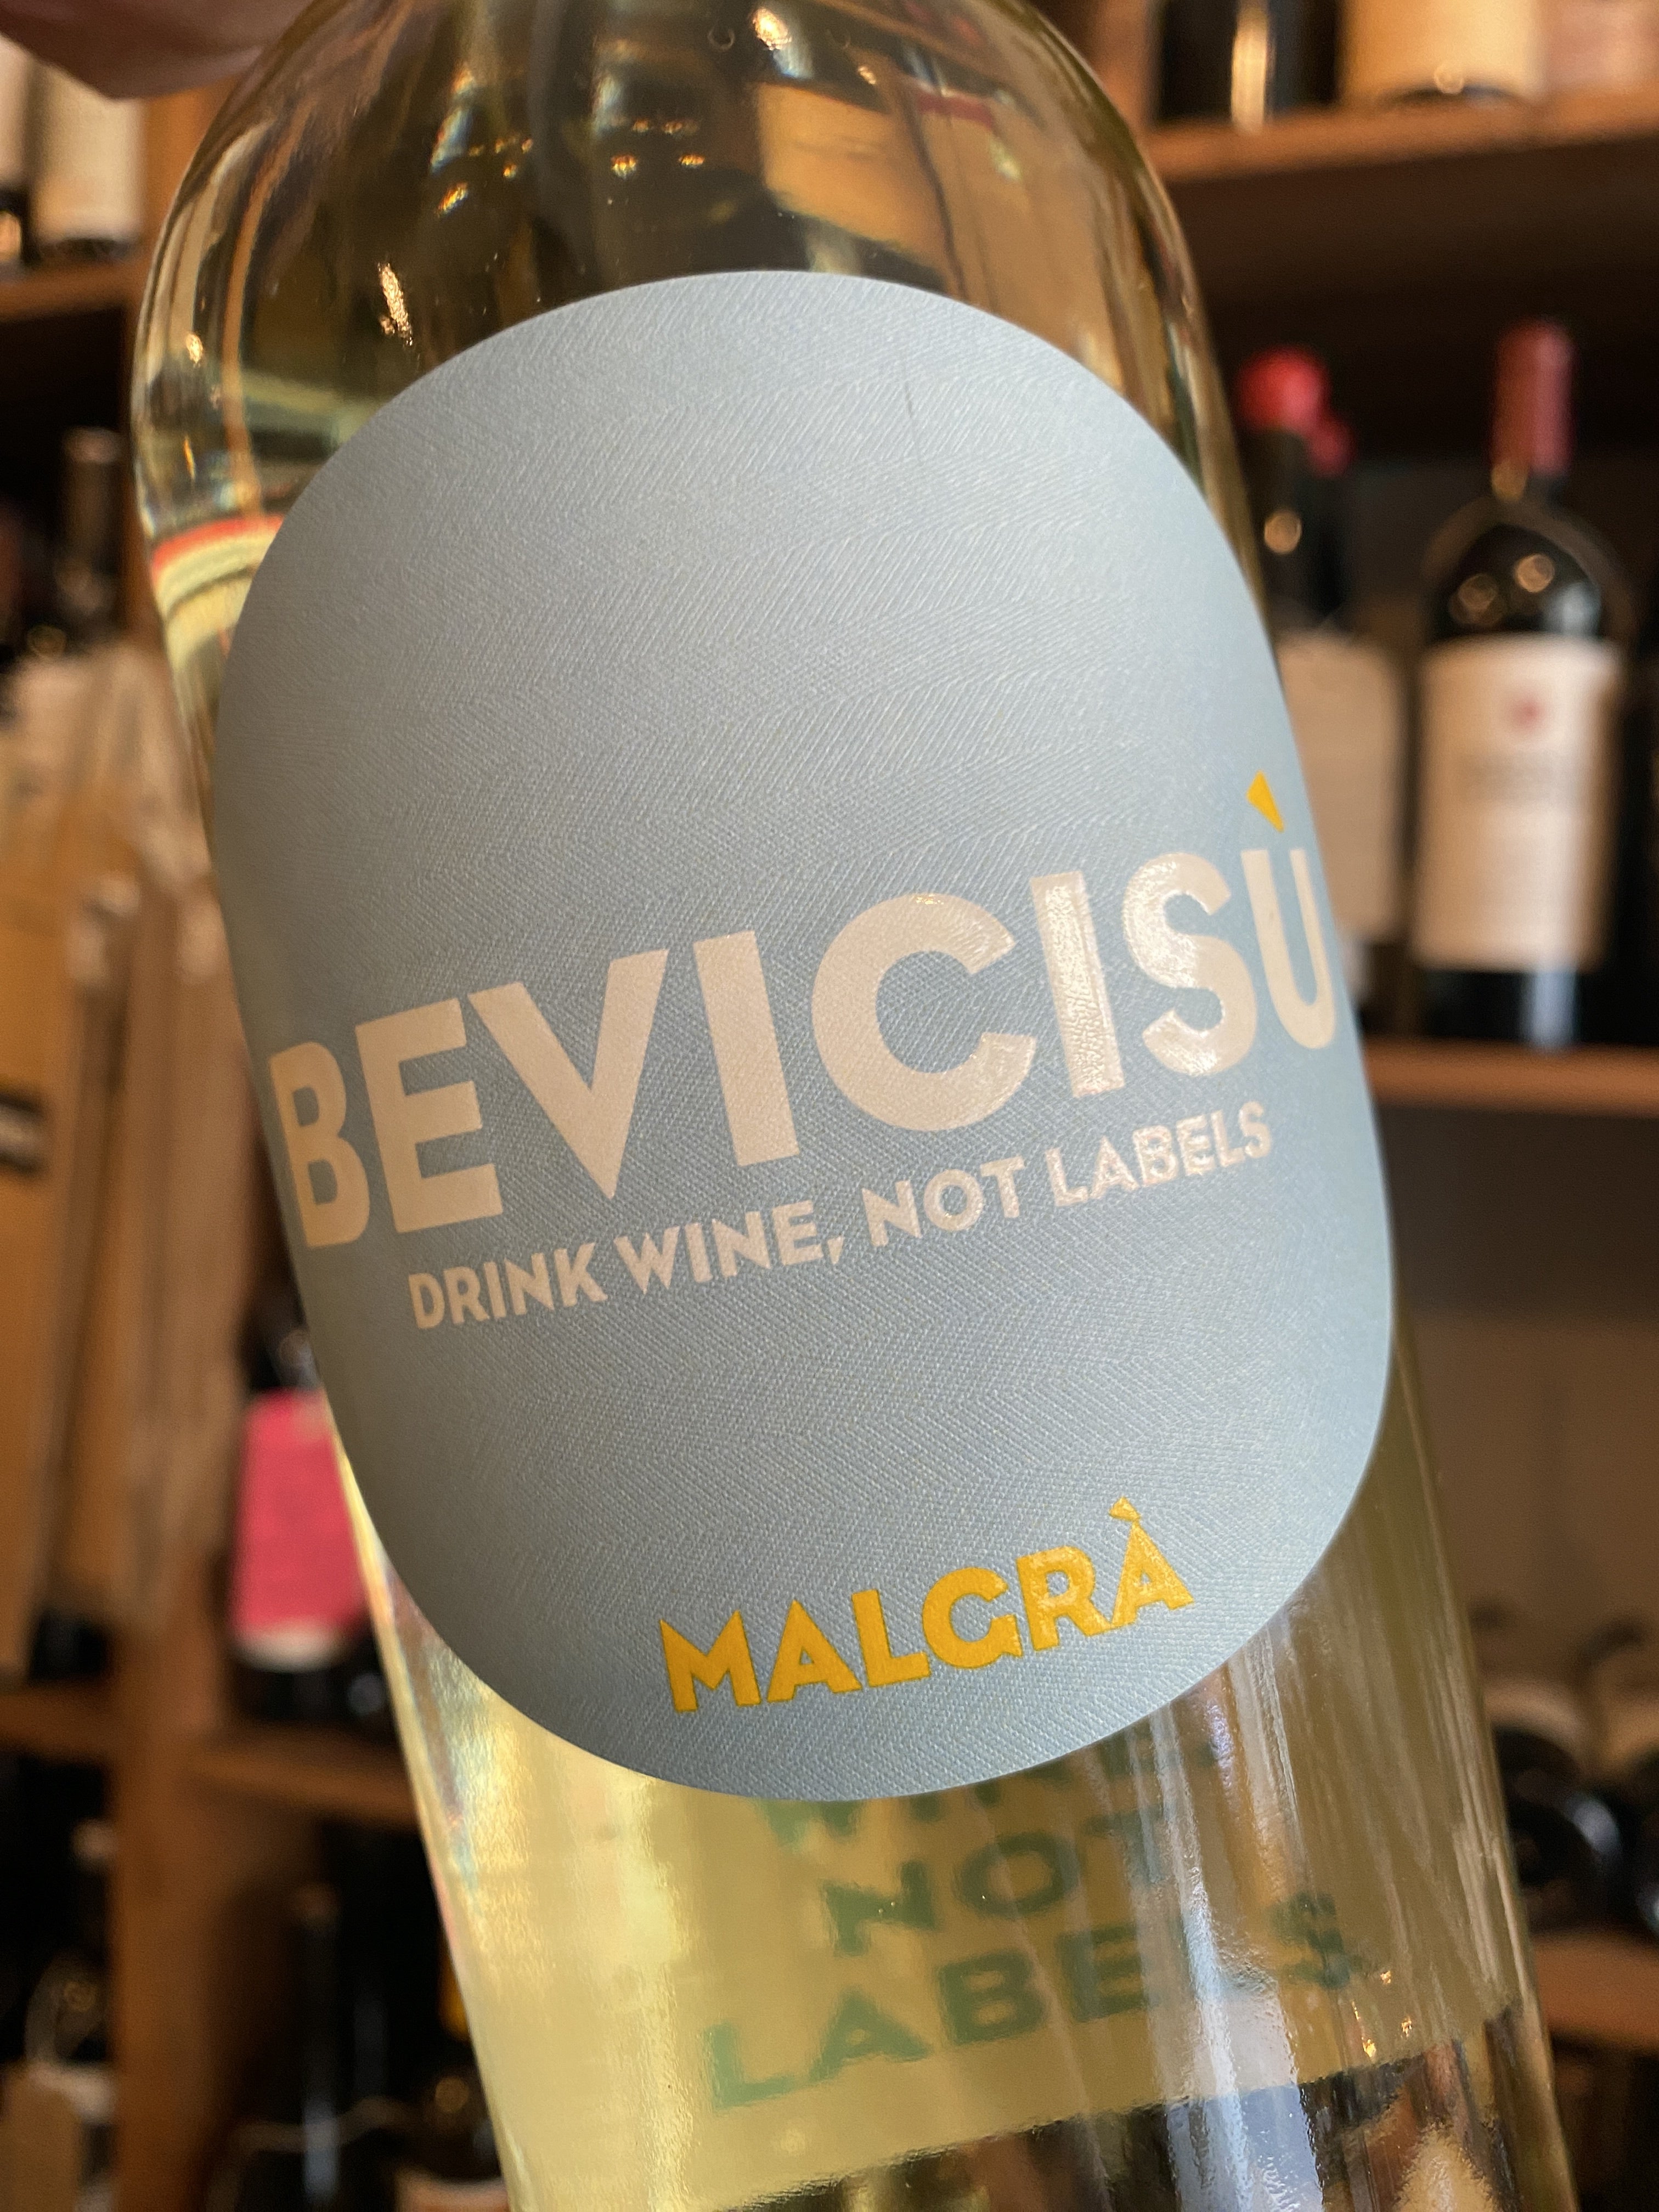 BEVICISÙ
DRINK WINE, NOT LABELS
MALGRÀ
WINE
NOT
LABELS